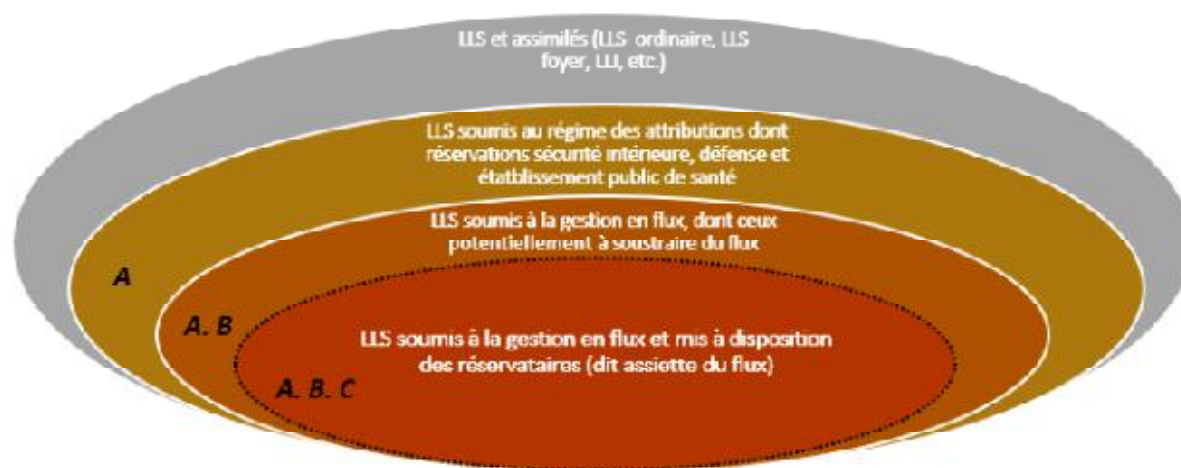 LLS et assimilés (LLS ordinaire, LLS
foyer, LLI, etc.)
LLS soumis au régime des attributions dont
réservations sécurité intérieure, défense et
étatblissement public de santé
LLS soumis à la gestion en flux, dont ceux
potentiellement à soustraire du flux
A
A. B
LLS soumis à la gestion en flux et mis à disposition
des réservataires (dit assiette du flux)
A. B. C